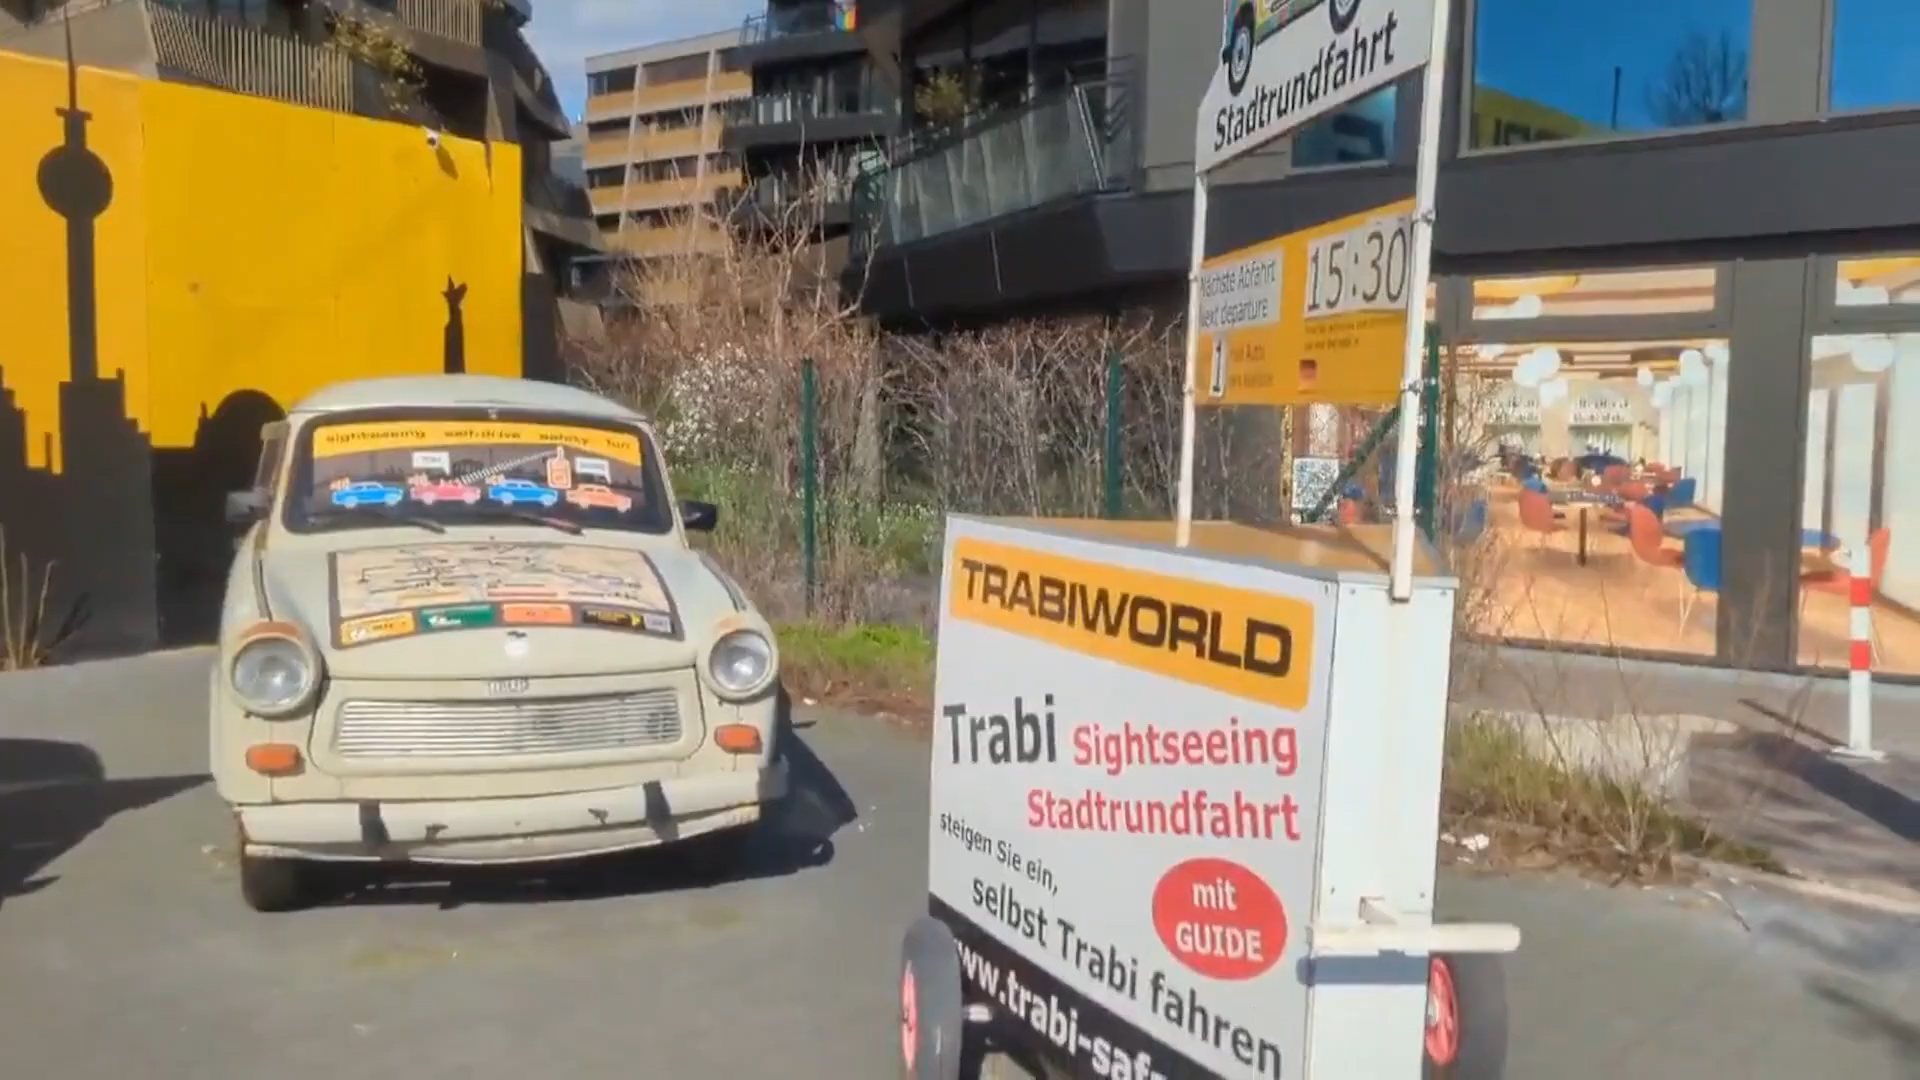 Stadtrundfahrt
Nächste Abfahrt
Next departure
15:30
1
sightseeing self-drive safety fun
TRABIWORLD
Trabi Sightseeing
Stadtrundfahrt
steigen Sie ein,
selbst Trabi fahren
mit
GUIDE
www.trabi-safa